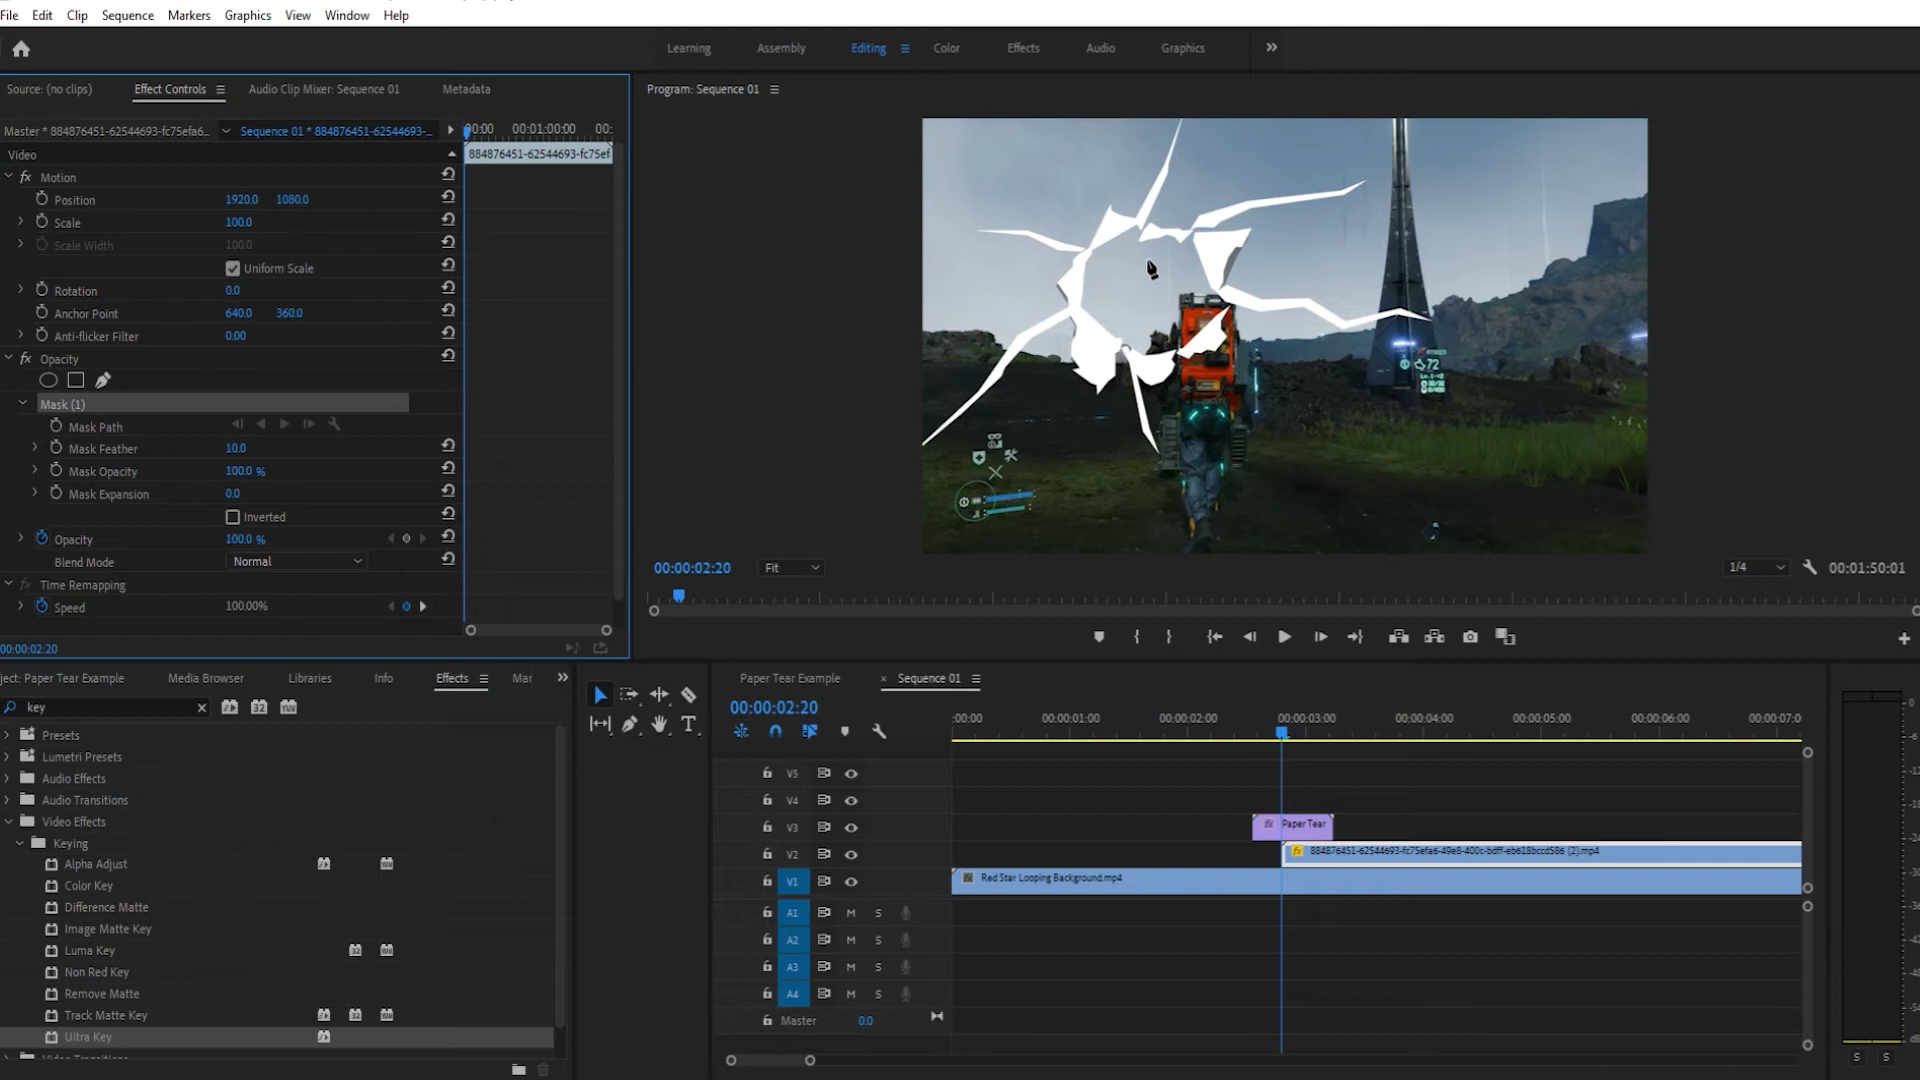 File Edit Clip Sequence Markers Graphics View Window Help
Learning Assembly Editing Color Effects Audio Graphics
Source: (no clips) Effect Controls Audio Clip Mixer: Sequence 01 Metadata
Program: Sequence 01
Master * 884876451-62544693-fc75efa6... Sequence 01 * 884876451-62544693-...
00:00 00:01:00:00 00:
Video
884876451-62544693-fc75ef
fx Motion
Position 1920.0 1080.0
Scale 100.0
Scale Width 100.0
Uniform Scale
Rotation 0.0
Anchor Point 640.0 360.0
Anti-flicker Filter 0.00
fx Opacity
Mask (1)
Mask Path
Mask Feather 10.0
Mask Opacity 100.0 %
Mask Expansion 0.0
Inverted
Opacity 100.0 %
Blend Mode Normal
fx Time Remapping
Speed 100.00%
00:00:02:20
72
00:00:02:20 Fit 1/4 00:01:50:01
ject: Paper Tear Example Media Browser Libraries Info Effects Mar
key
32 YUV
Presets
Lumetri Presets
Audio Effects
Audio Transitions
Video Effects
Keying
Alpha Adjust
Color Key
Difference Matte
Image Matte Key
Luma Key
Non Red Key
Remove Matte
Track Matte Key
Ultra Key
Video Transitions
Paper Tear Example × Sequence 01
00:00:02:20
:00:00 00:00:01:00 00:00:02:00 00:00:03:00 00:00:04:00 00:00:05:00 00:00:06:00 00:00:07:0
V5
V4
V3 fx Paper Tear
V2 fx 884876451-62544693-fc75efa6-49e8-400c-bdff-eb618bccd586 (2).mp4
V1 Red Star Looping Background.mp4
A1 M S
A2 M S
A3 M S
A4 M S
Master 0.0
0
-6
S S